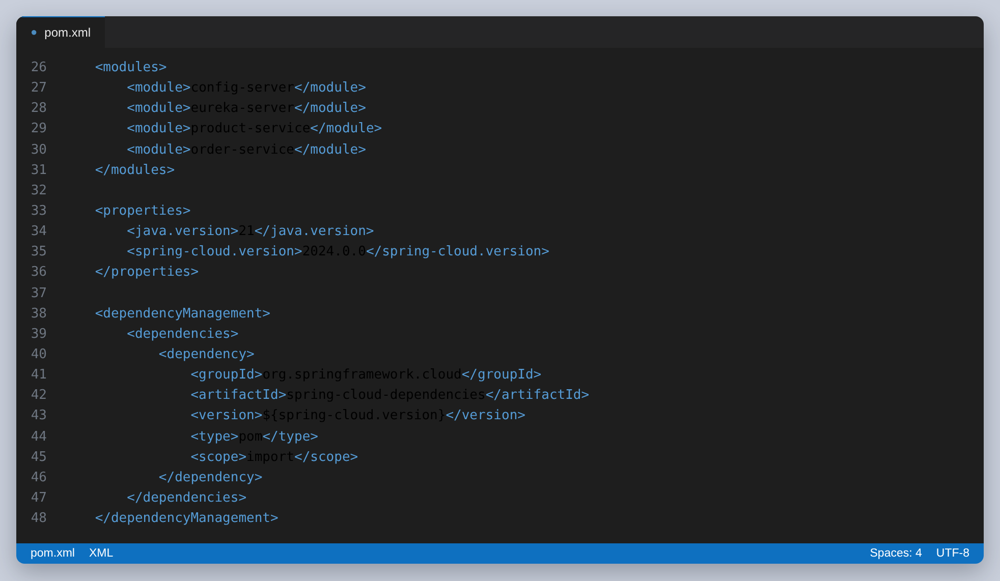 pom.xml
26     <modules>
27         <module>config-server</module>
28         <module>eureka-server</module>
29         <module>product-service</module>
30         <module>order-service</module>
31     </modules>
32
33     <properties>
34         <java.version>21</java.version>
35         <spring-cloud.version>2024.0.0</spring-cloud.version>
36     </properties>
37
38     <dependencyManagement>
39         <dependencies>
40             <dependency>
41                 <groupId>org.springframework.cloud</groupId>
42                 <artifactId>spring-cloud-dependencies</artifactId>
43                 <version>${spring-cloud.version}</version>
44                 <type>pom</type>
45                 <scope>import</scope>
46             </dependency>
47         </dependencies>
48     </dependencyManagement>
pom.xml XML Spaces: 4 UTF-8